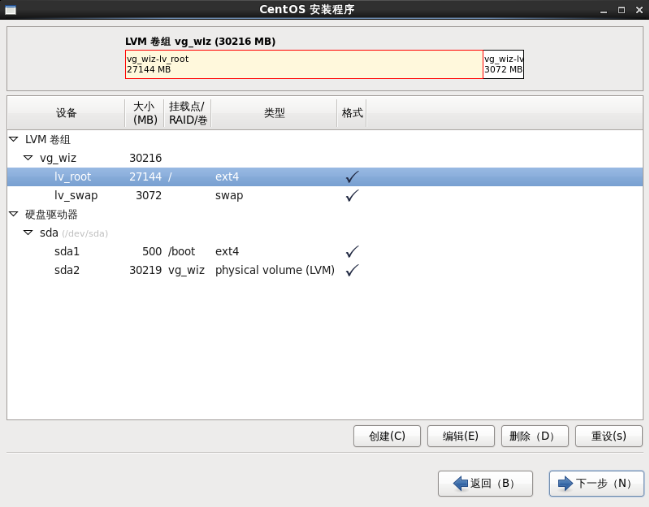 CentOS 安装程序
LVM 卷组 vg_wiz (30216 MB)
vg_wiz-lv_root
27144 MB
vg_wiz-lv
3072 MB
设备
大小
(MB)
挂载点/
RAID/卷
类型
格式
LVM 卷组
vg_wiz 30216
lv_root 27144 / ext4
lv_swap 3072 swap
硬盘驱动器
sda (/dev/sda)
sda1 500 /boot ext4
sda2 30219 vg_wiz physical volume (LVM)
创建(C) 编辑(E) 删除（D） 重设(s)
返回（B） 下一步（N）